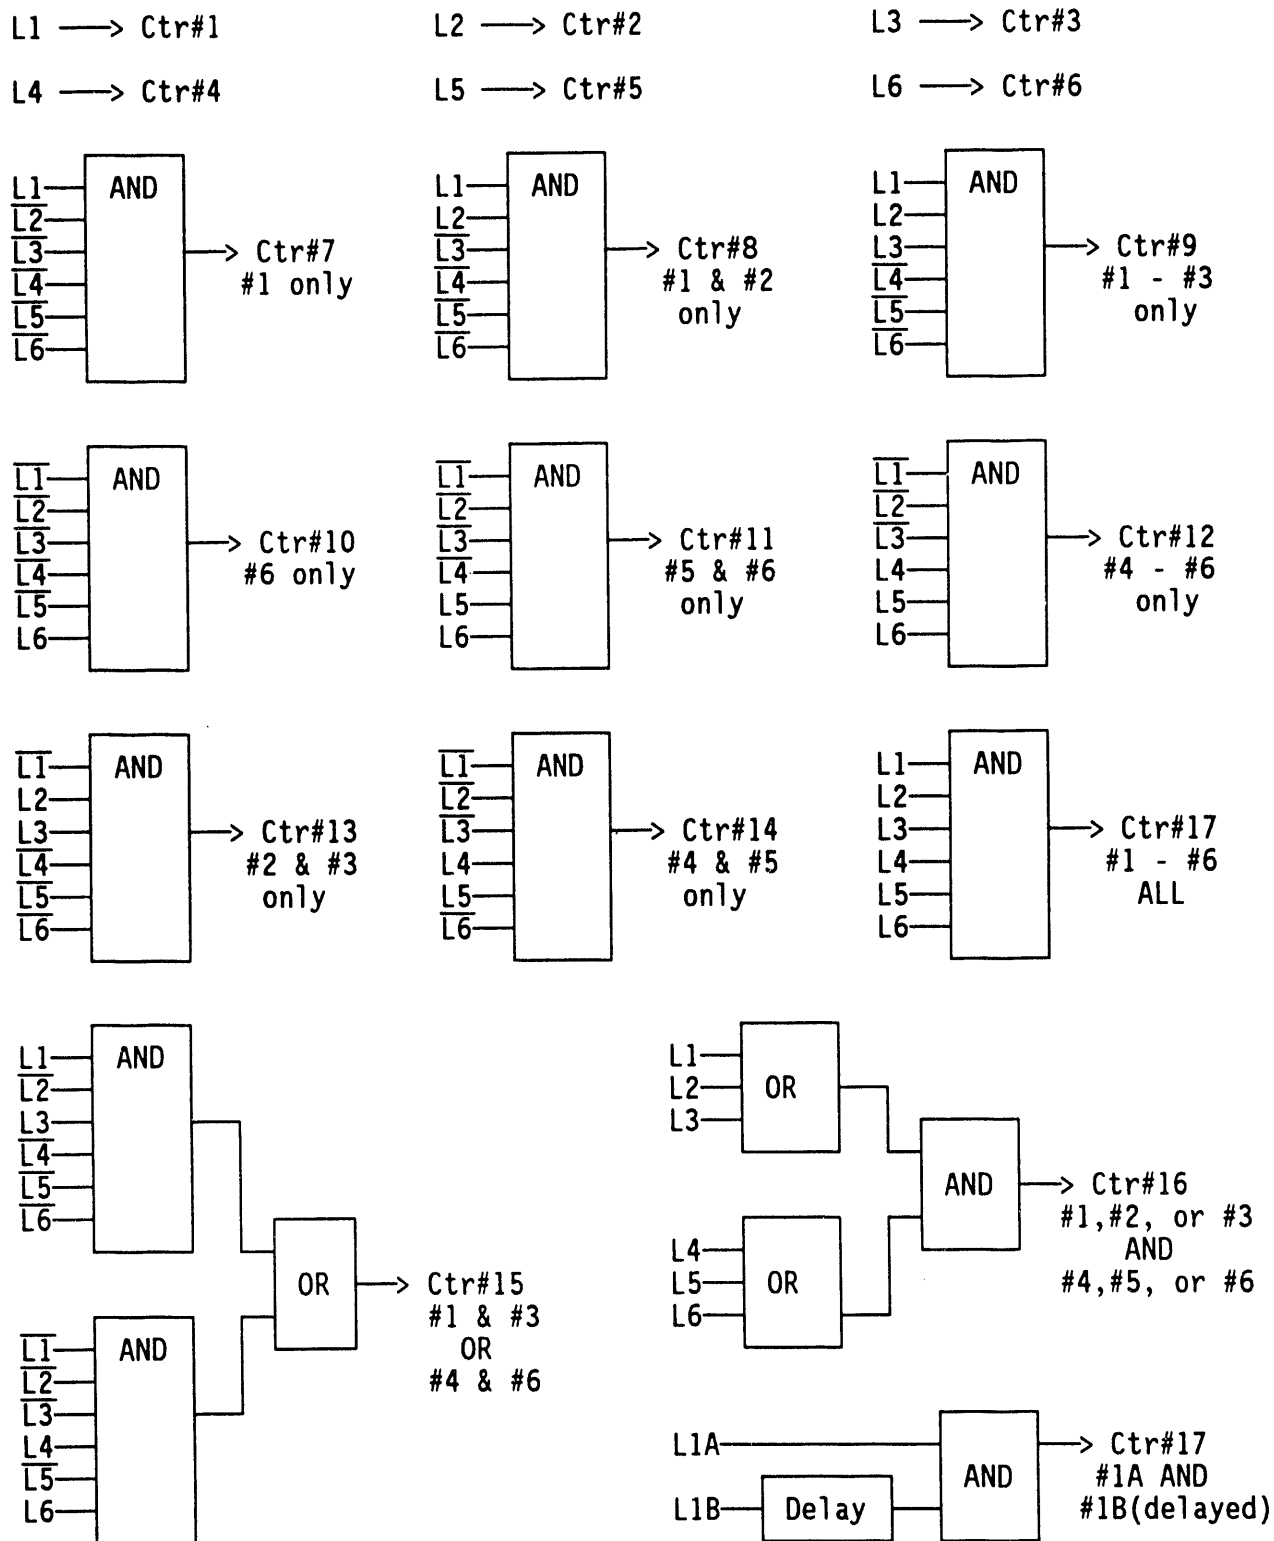 L1 ⟶ Ctr#1
L2 ⟶ Ctr#2
L3 ⟶ Ctr#3
L4 ⟶ Ctr#4
L5 ⟶ Ctr#5
L6 ⟶ Ctr#6
L1
L̅2̅
L̅3̅
L̅4̅
L̅5̅
L̅6̅
AND
Ctr#7
#1 only
L1
L2
L̅3̅
L̅4̅
L̅5̅
L̅6̅
AND
Ctr#8
#1 & #2
only
L1
L2
L3
L̅4̅
L̅5̅
L̅6̅
AND
Ctr#9
#1 - #3
only
L̅1̅
L̅2̅
L̅3̅
L̅4̅
L̅5̅
L6
AND
Ctr#10
#6 only
L̅1̅
L̅2̅
L̅3̅
L̅4̅
L5
L6
AND
Ctr#11
#5 & #6
only
L̅1̅
L̅2̅
L̅3̅
L4
L5
L6
AND
Ctr#12
#4 - #6
only
L̅1̅
L2
L3
L̅4̅
L̅5̅
L̅6̅
AND
Ctr#13
#2 & #3
only
L̅1̅
L̅2̅
L̅3̅
L4
L5
L̅6̅
AND
Ctr#14
#4 & #5
only
L1
L2
L3
L4
L5
L6
AND
Ctr#17
#1 - #6
ALL
L1
L̅2̅
L3
L̅4̅
L̅5̅
L̅6̅
AND
L̅1̅
L̅2̅
L̅3̅
L4
L̅5̅
L6
AND
OR
Ctr#15
#1 & #3
OR
#4 & #6
L1
L2
L3
OR
L4
L5
L6
OR
AND
Ctr#16
#1,#2, or #3
AND
#4,#5, or #6
L1A
L1B
Delay
AND
Ctr#17
#1A AND
#1B(delayed)